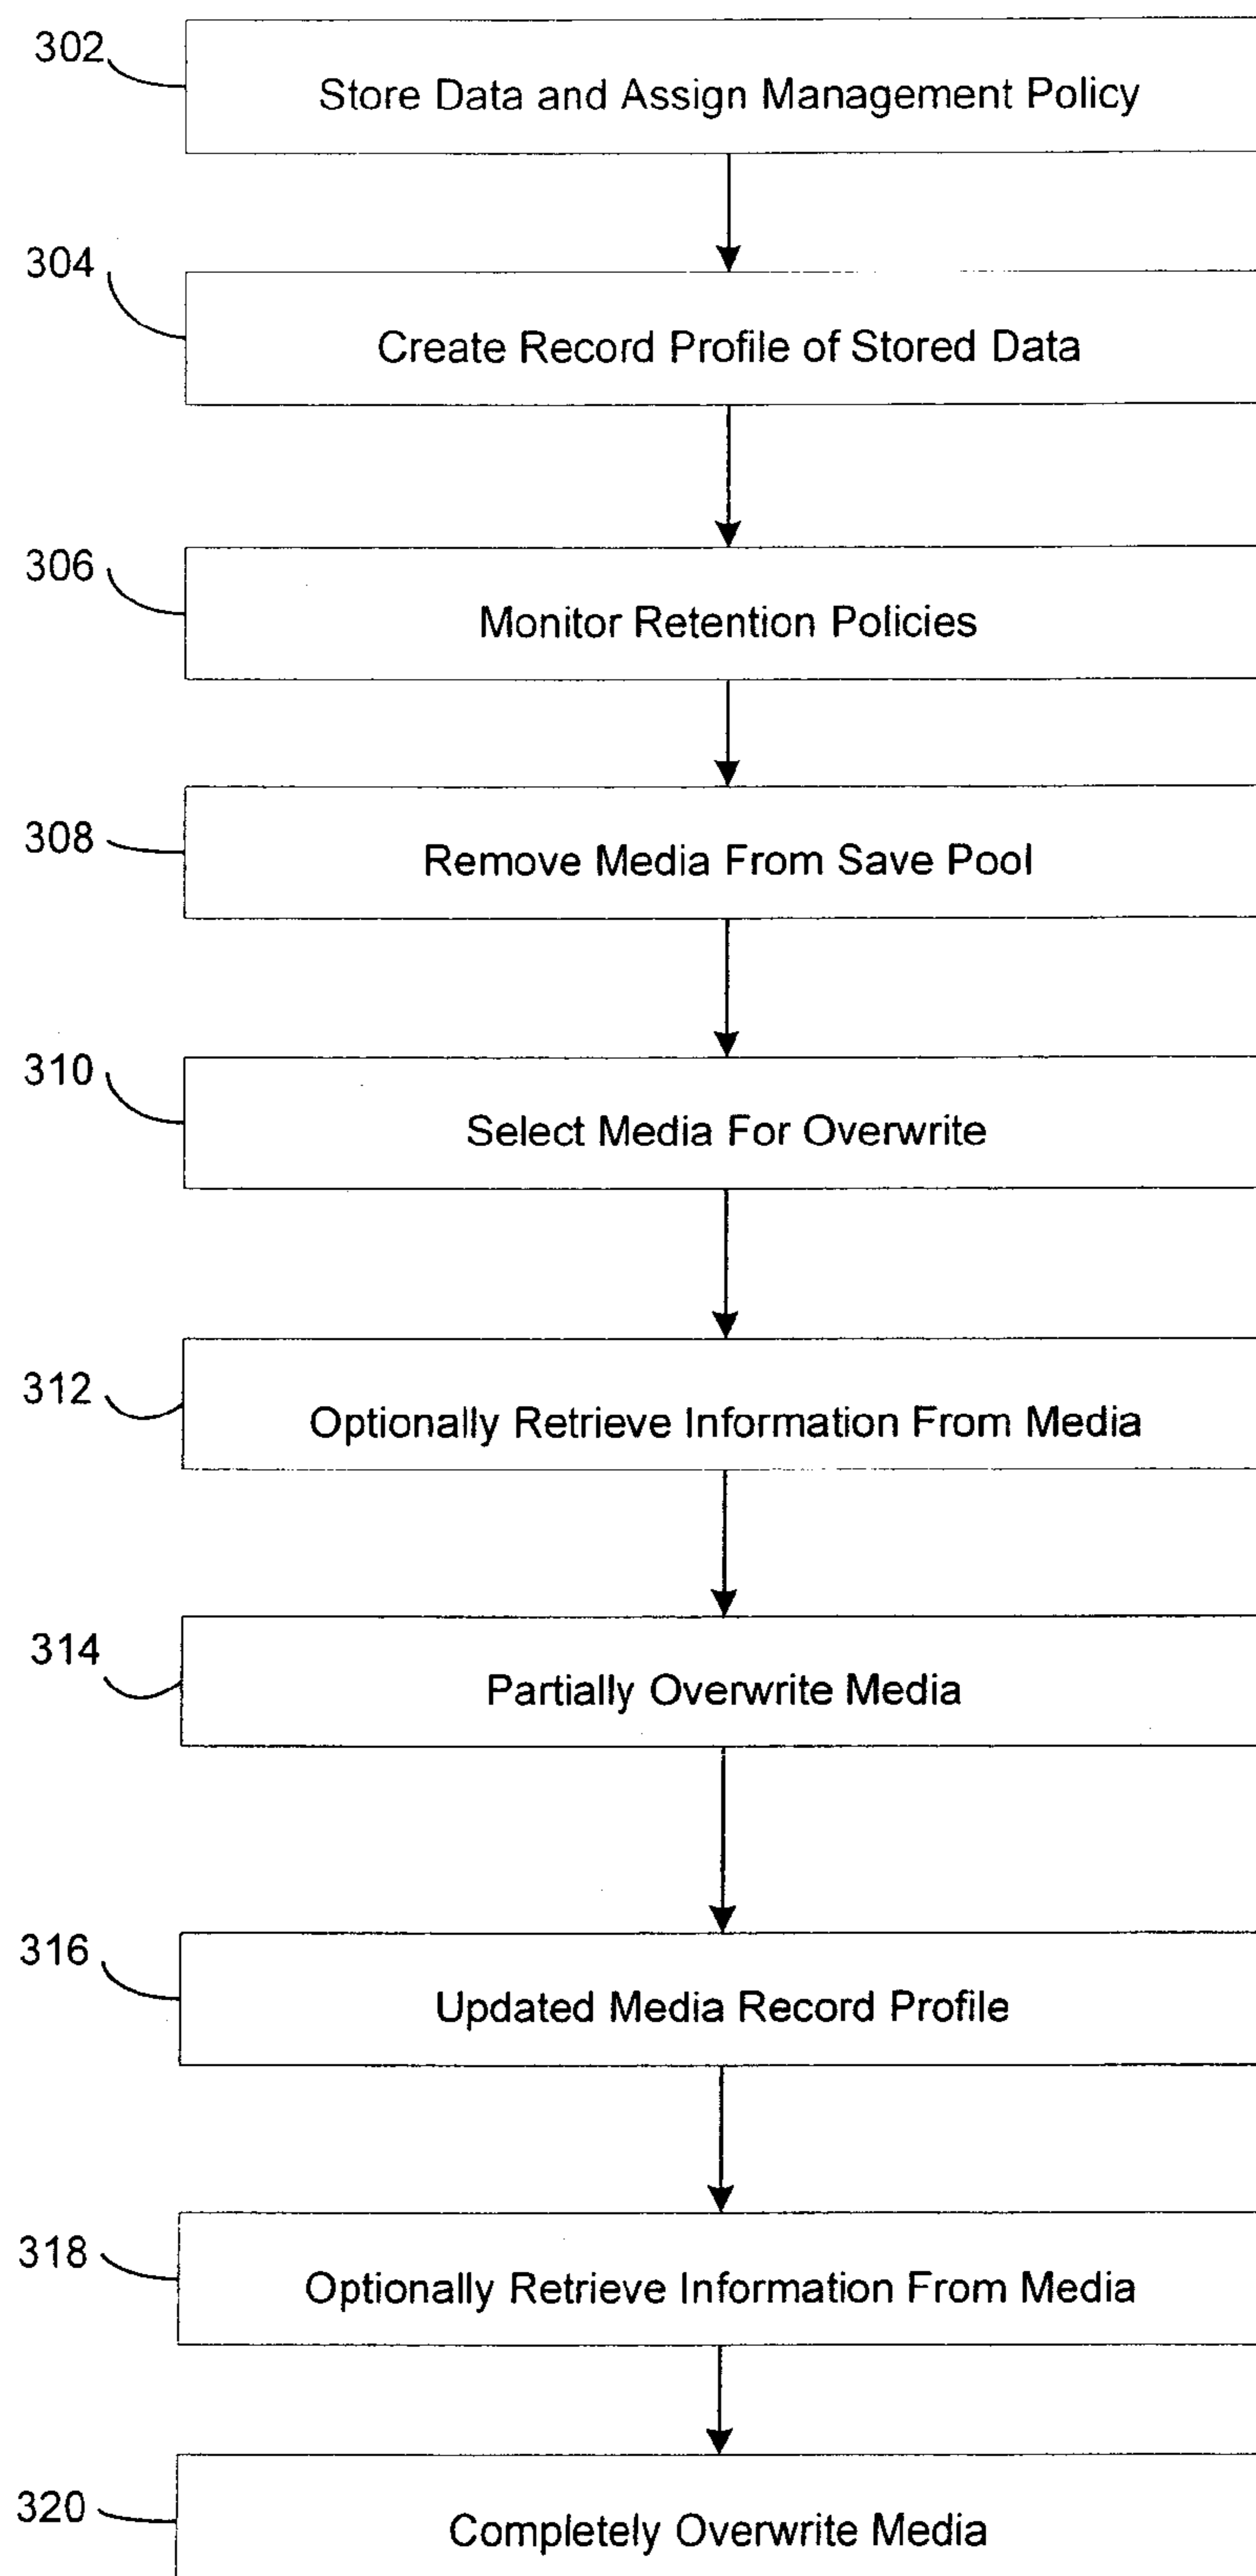 302
Store Data and Assign Management Policy
304
Create Record Profile of Stored Data
306
Monitor Retention Policies
308
Remove Media From Save Pool
310
Select Media For Overwrite
312
Optionally Retrieve Information From Media
314
Partially Overwrite Media
316
Updated Media Record Profile
318
Optionally Retrieve Information From Media
320
Completely Overwrite Media